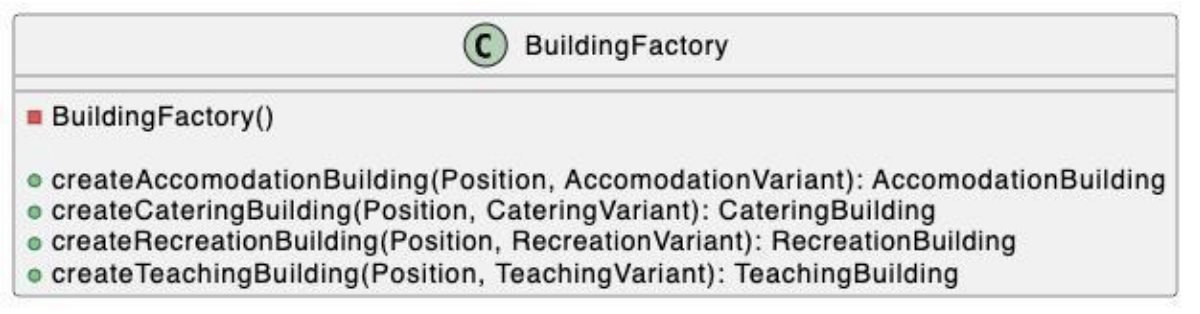 C BuildingFactory
BuildingFactory()
createAccomodationBuilding(Position, AccomodationVariant): AccomodationBuilding
createCateringBuilding(Position, CateringVariant): CateringBuilding
createRecreationBuilding(Position, RecreationVariant): RecreationBuilding
createTeachingBuilding(Position, TeachingVariant): TeachingBuilding